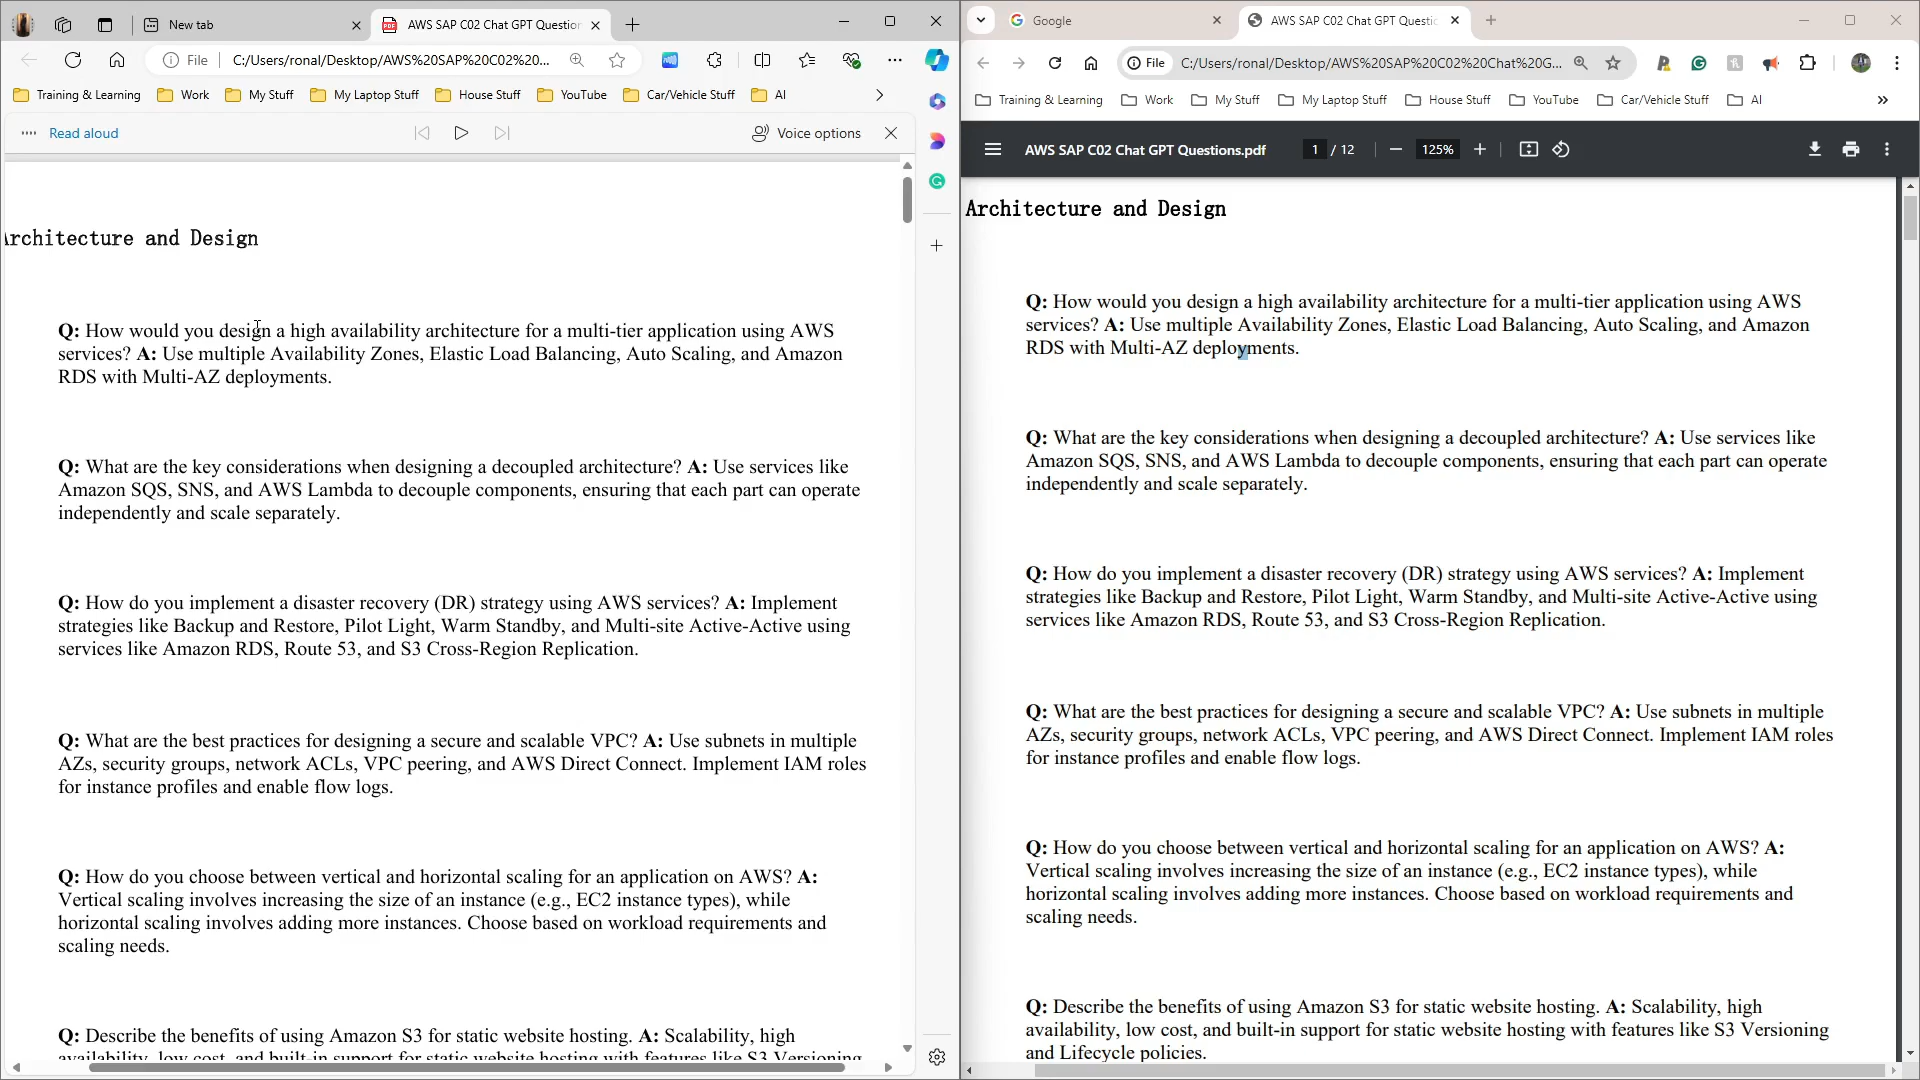 New tab
AWS SAP C02 Chat GPT Question
File
C:/Users/ronal/Desktop/AWS%20SAP%20C02%20...
Training & Learning
Work
My Stuff
My Laptop Stuff
House Stuff
YouTube
Car/Vehicle Stuff
AI
Read aloud
Voice options
Architecture and Design
Q: How would you design a high availability architecture for a multi-tier application using AWS
services? A: Use multiple Availability Zones, Elastic Load Balancing, Auto Scaling, and Amazon
RDS with Multi-AZ deployments.
Q: What are the key considerations when designing a decoupled architecture? A: Use services like
Amazon SQS, SNS, and AWS Lambda to decouple components, ensuring that each part can operate
independently and scale separately.
Q: How do you implement a disaster recovery (DR) strategy using AWS services? A: Implement
strategies like Backup and Restore, Pilot Light, Warm Standby, and Multi-site Active-Active using
services like Amazon RDS, Route 53, and S3 Cross-Region Replication.
Q: What are the best practices for designing a secure and scalable VPC? A: Use subnets in multiple
AZs, security groups, network ACLs, VPC peering, and AWS Direct Connect. Implement IAM roles
for instance profiles and enable flow logs.
Q: How do you choose between vertical and horizontal scaling for an application on AWS? A:
Vertical scaling involves increasing the size of an instance (e.g., EC2 instance types), while
horizontal scaling involves adding more instances. Choose based on workload requirements and
scaling needs.
Q: Describe the benefits of using Amazon S3 for static website hosting. A: Scalability, high
availability, low cost, and built-in support for static website hosting with features like S3 Versioning
Google
AWS SAP C02 Chat GPT Questic
File
C:/Users/ronal/Desktop/AWS%20SAP%20C02%20Chat%20G...
Training & Learning
Work
My Stuff
My Laptop Stuff
House Stuff
YouTube
Car/Vehicle Stuff
AI
AWS SAP C02 Chat GPT Questions.pdf
1 / 12
125%
Architecture and Design
Q: How would you design a high availability architecture for a multi-tier application using AWS
services? A: Use multiple Availability Zones, Elastic Load Balancing, Auto Scaling, and Amazon
RDS with Multi-AZ deployments.
Q: What are the key considerations when designing a decoupled architecture? A: Use services like
Amazon SQS, SNS, and AWS Lambda to decouple components, ensuring that each part can operate
independently and scale separately.
Q: How do you implement a disaster recovery (DR) strategy using AWS services? A: Implement
strategies like Backup and Restore, Pilot Light, Warm Standby, and Multi-site Active-Active using
services like Amazon RDS, Route 53, and S3 Cross-Region Replication.
Q: What are the best practices for designing a secure and scalable VPC? A: Use subnets in multiple
AZs, security groups, network ACLs, VPC peering, and AWS Direct Connect. Implement IAM roles
for instance profiles and enable flow logs.
Q: How do you choose between vertical and horizontal scaling for an application on AWS? A:
Vertical scaling involves increasing the size of an instance (e.g., EC2 instance types), while
horizontal scaling involves adding more instances. Choose based on workload requirements and
scaling needs.
Q: Describe the benefits of using Amazon S3 for static website hosting. A: Scalability, high
availability, low cost, and built-in support for static website hosting with features like S3 Versioning
and Lifecycle policies.